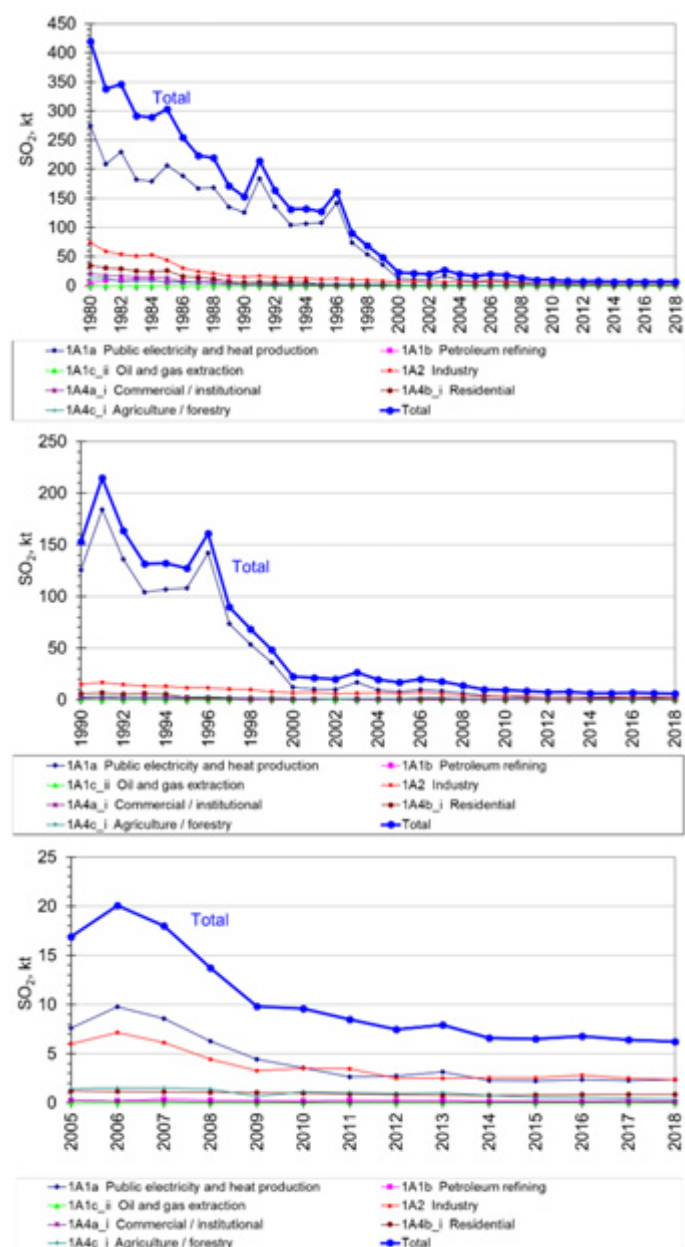 450
400
350
300
250
200
150
100
50
0
SO₂, kt
Total
1980 1982 1984 1986 1988 1990 1992 1994 1996 1998 2000 2002 2004 2006 2008 2010 2012 2014 2016 2018
1A1a Public electricity and heat production 1A1b Petroleum refining
1A1c_ii Oil and gas extraction 1A2 Industry
1A4a_i Commercial / institutional 1A4b_i Residential
1A4c_i Agriculture / forestry Total
250
200
150
100
50
0
SO₂, kt
Total
1990 1992 1994 1996 1998 2000 2002 2004 2006 2008 2010 2012 2014 2016 2018
1A1a Public electricity and heat production 1A1b Petroleum refining
1A1c_ii Oil and gas extraction 1A2 Industry
1A4a_i Commercial / institutional 1A4b_i Residential
1A4c_i Agriculture / forestry Total
25
20
15
10
5
0
SO₂, kt
Total
2005 2006 2007 2008 2009 2010 2011 2012 2013 2014 2015 2016 2017 2018
1A1a Public electricity and heat production 1A1b Petroleum refining
1A1c_ii Oil and gas extraction 1A2 Industry
1A4a_i Commercial / institutional 1A4b_i Residential
1A4c_i Agriculture / forestry Total